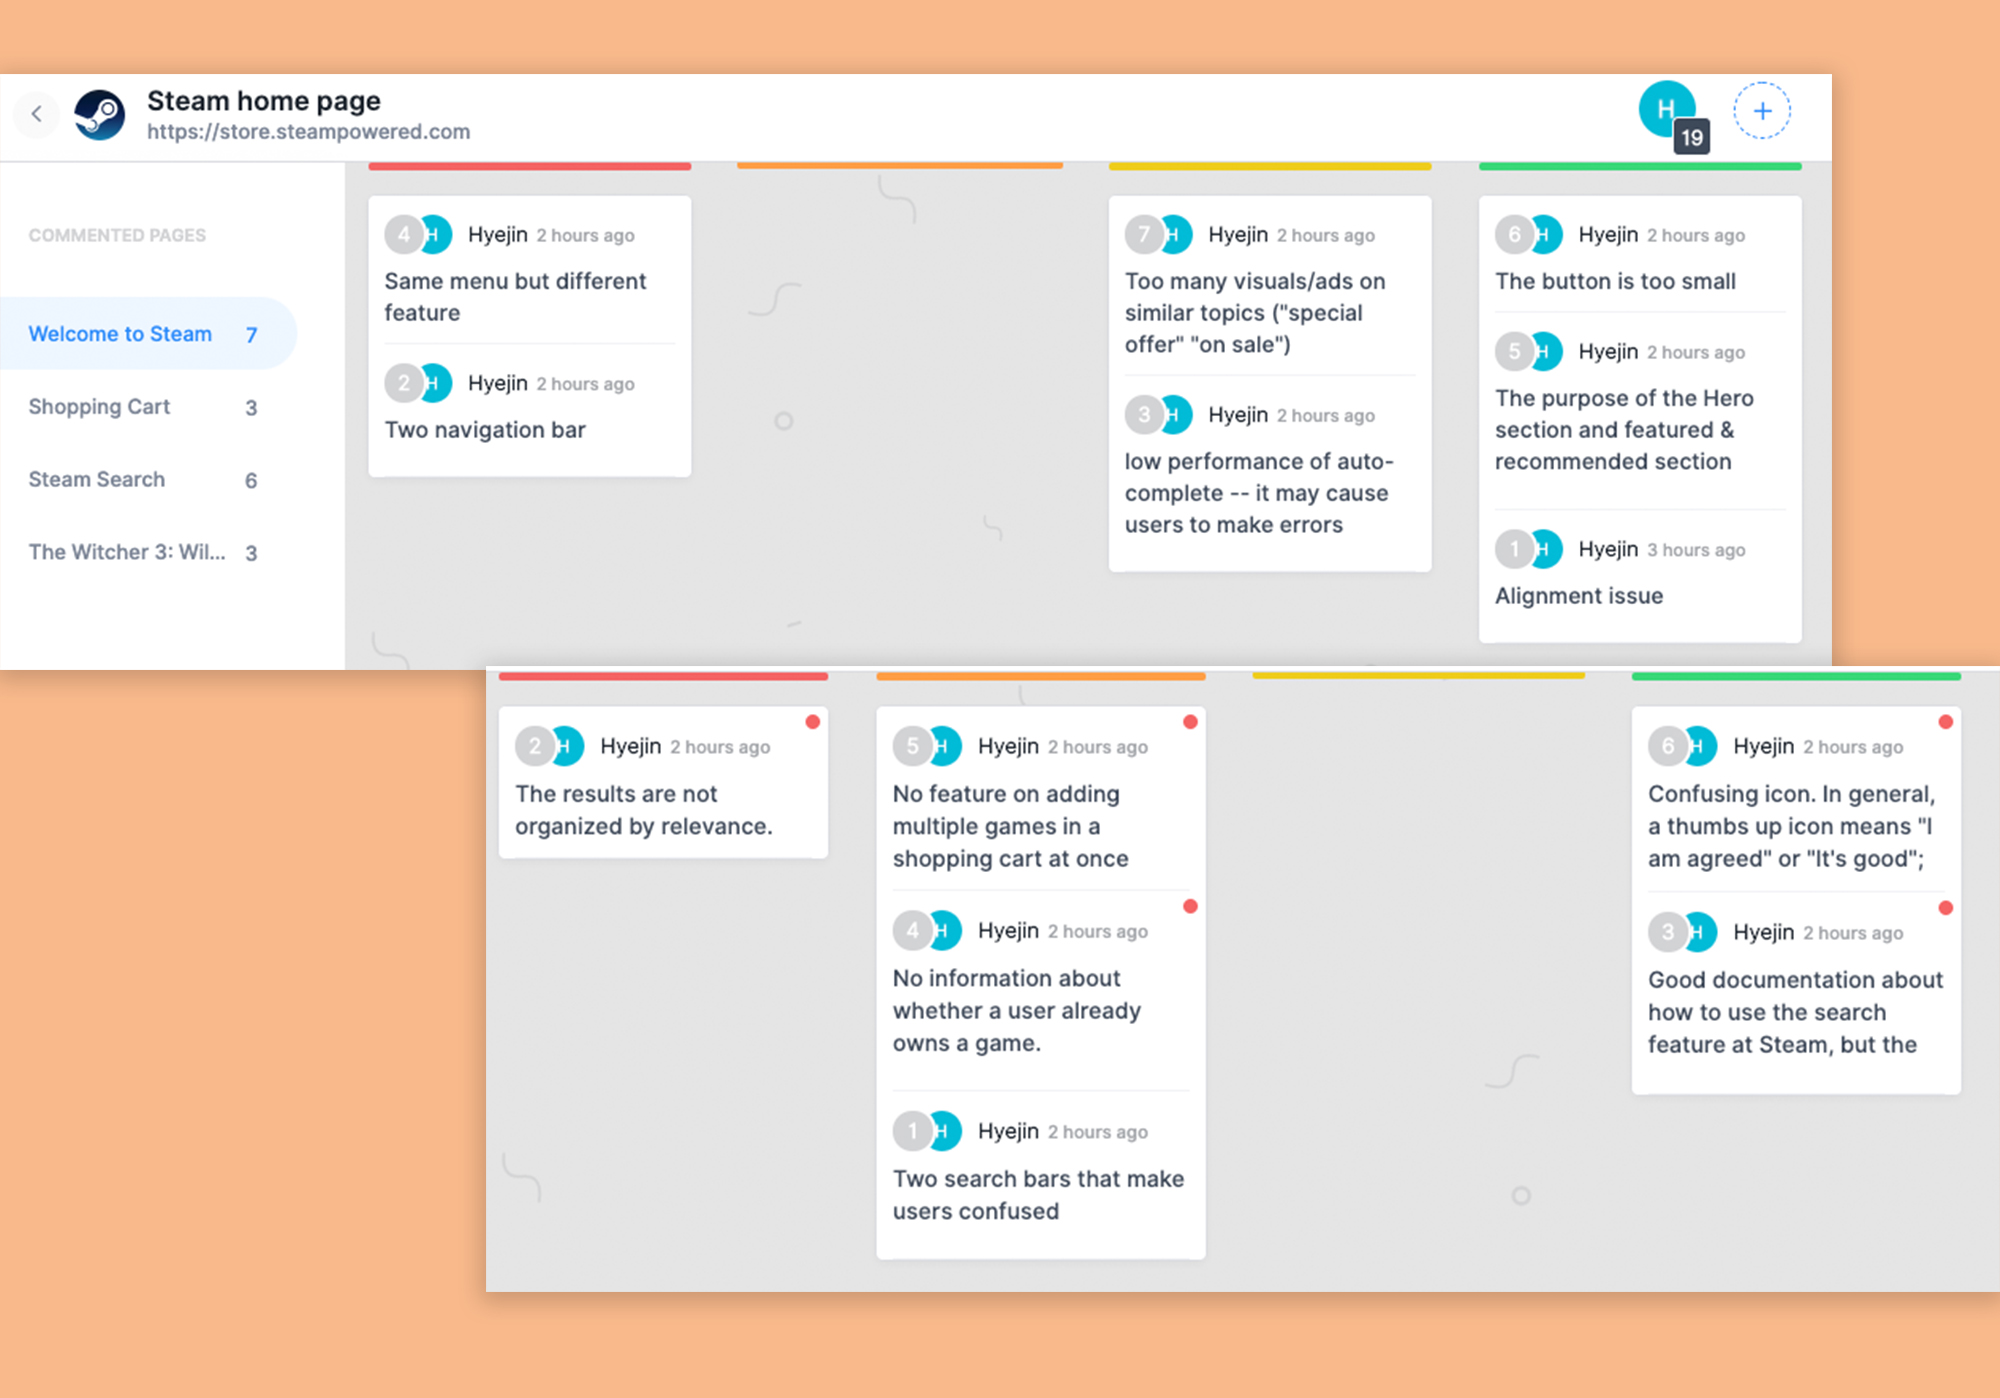 Steam home page
https://store.steampowered.com
H
19
COMMENTED PAGES
Welcome to Steam 7
Shopping Cart 3
Steam Search 6
The Witcher 3: Wil... 3
4 H Hyejin 2 hours ago
Same menu but different
feature
2 H Hyejin 2 hours ago
Two navigation bar
7 H Hyejin 2 hours ago
Too many visuals/ads on
similar topics ("special
offer" "on sale")
3 H Hyejin 2 hours ago
low performance of auto-
complete -- it may cause
users to make errors
6 H Hyejin 2 hours ago
The button is too small
5 H Hyejin 2 hours ago
The purpose of the Hero
section and featured &
recommended section
1 H Hyejin 3 hours ago
Alignment issue
2 H Hyejin 2 hours ago
The results are not
organized by relevance.
5 H Hyejin 2 hours ago
No feature on adding
multiple games in a
shopping cart at once
4 H Hyejin 2 hours ago
No information about
whether a user already
owns a game.
1 H Hyejin 2 hours ago
Two search bars that make
users confused
6 H Hyejin 2 hours ago
Confusing icon. In general,
a thumbs up icon means "I
am agreed" or "It's good";
3 H Hyejin 2 hours ago
Good documentation about
how to use the search
feature at Steam, but the